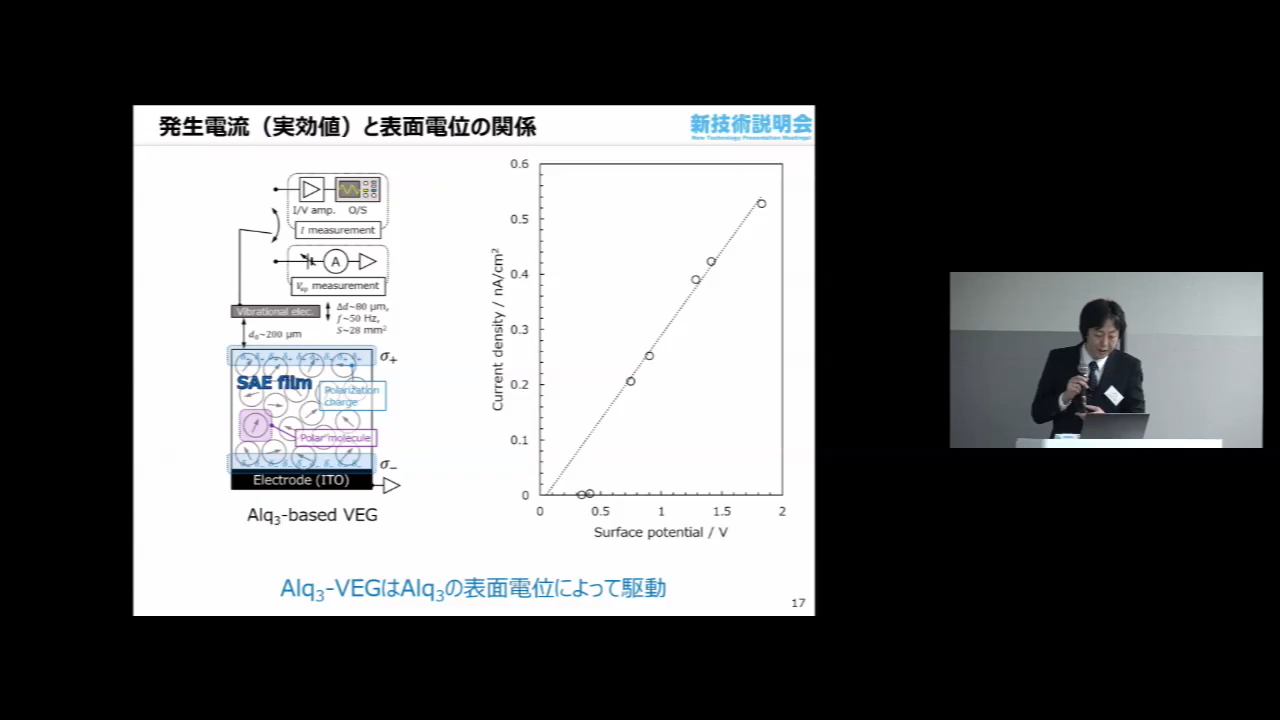 発生電流（実効値）と表面電位の関係
新技術説明会
New Technology Presentation Meetings!
I/V amp. O/S
I measurement
A
Vsp measurement
Vibrational elec.
Δd~80 μm,
f~50 Hz,
S~28 mm²
d₀~200 μm
σ₊
SAE film
Polarization
charge
Polar molecule
σ₋
Electrode (ITO)
Alq₃-based VEG
Current density / nA/cm²
0.6
0.5
0.4
0.3
0.2
0.1
0
0 0.5 1 1.5 2
Surface potential / V
Alq₃-VEGはAlq₃の表面電位によって駆動
17